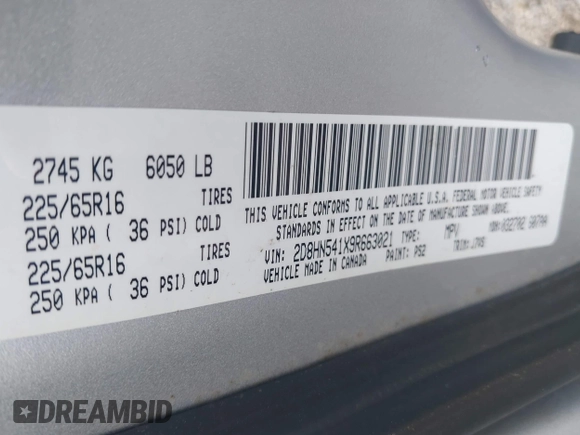 2745 KG 6050 LB
225/65R16 TIRES
250 KPA ( 36 PSI) COLD
225/65R16 TIRES
250 KPA ( 36 PSI) COLD
THIS VEHICLE CONFORMS TO ALL APPLICABLE U.S.A. FEDERAL MOTOR VEHICLE SAFETY
STANDARDS IN EFFECT ON THE DATE OF MANUFACTURE SHOWN ABOVE.
VIN: 2D8HN541X9R663021 TYPE: MPV
VEHICLE MADE IN CANADA PAINT: PS2 TRIM:
DREAMBID